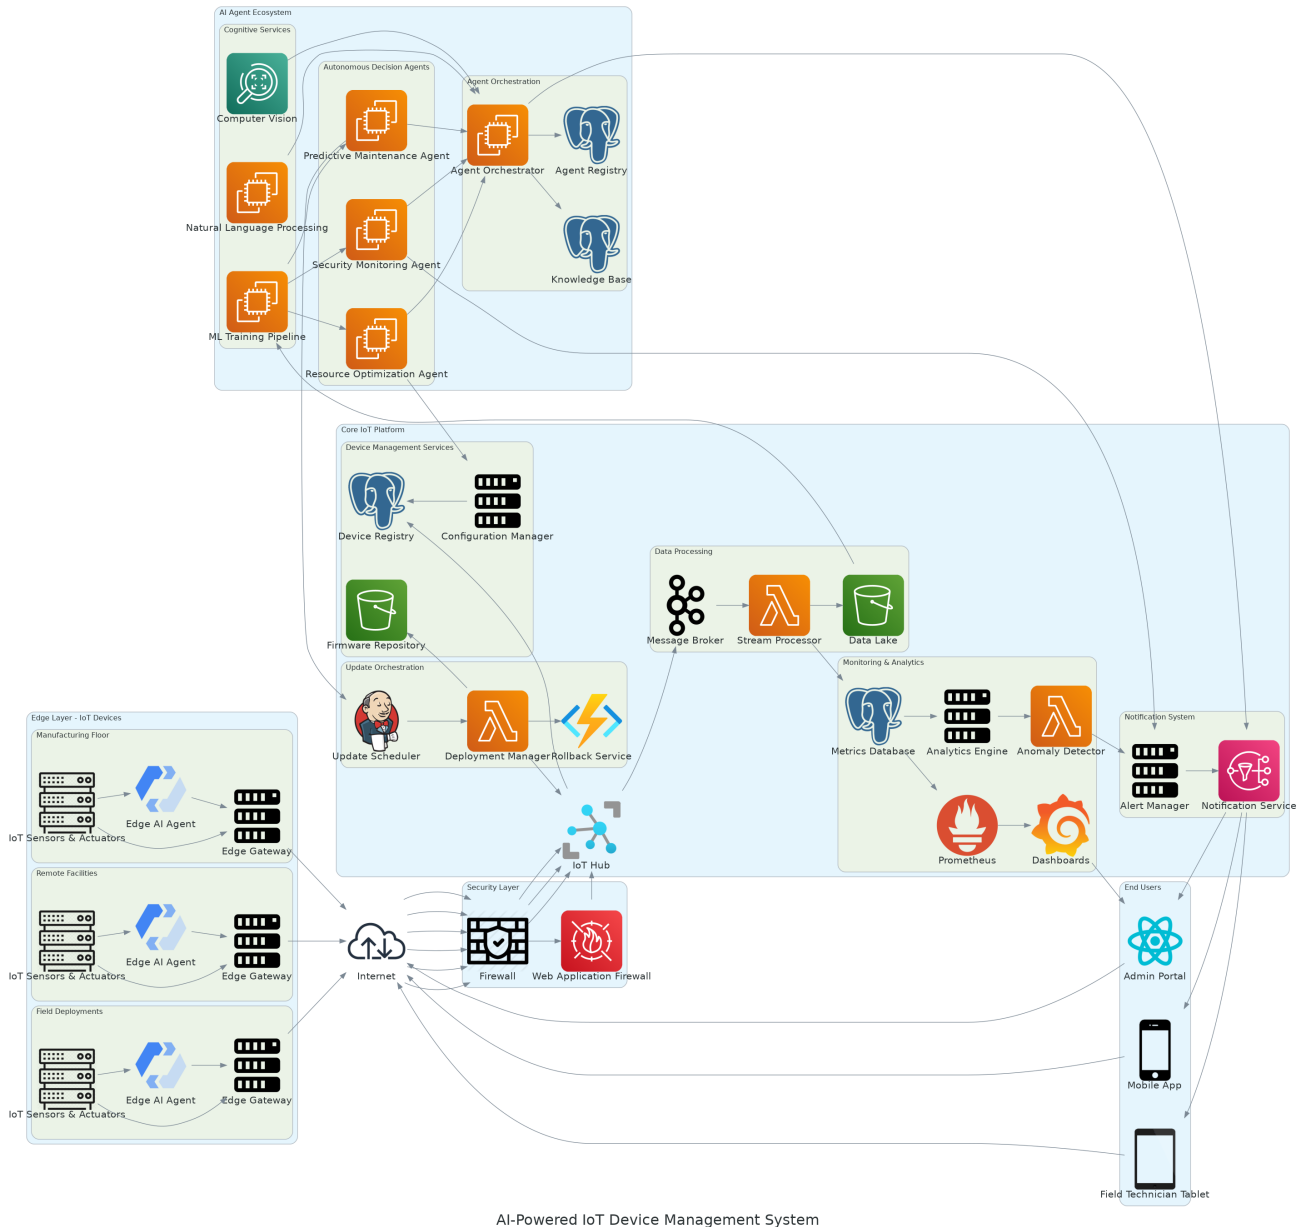 AI Agent Ecosystem
Cognitive Services
Computer Vision
Natural Language Processing
ML Training Pipeline
Autonomous Decision Agents
Predictive Maintenance Agent
Security Monitoring Agent
Resource Optimization Agent
Agent Orchestration
Agent Orchestrator
Agent Registry
Knowledge Base
Core IoT Platform
Device Management Services
Device Registry
Configuration Manager
Firmware Repository
Update Orchestration
Update Scheduler
Deployment Manager
Rollback Service
IoT Hub
Data Processing
Message Broker
Stream Processor
Data Lake
Monitoring & Analytics
Metrics Database
Analytics Engine
Anomaly Detector
Prometheus
Dashboards
Notification System
Alert Manager
Notification Service
Edge Layer - IoT Devices
Manufacturing Floor
IoT Sensors & Actuators
Edge AI Agent
Edge Gateway
Remote Facilities
IoT Sensors & Actuators
Edge AI Agent
Edge Gateway
Field Deployments
IoT Sensors & Actuators
Edge AI Agent
Edge Gateway
Internet
Security Layer
Firewall
Web Application Firewall
End Users
Admin Portal
Mobile App
Field Technician Tablet
AI-Powered IoT Device Management System